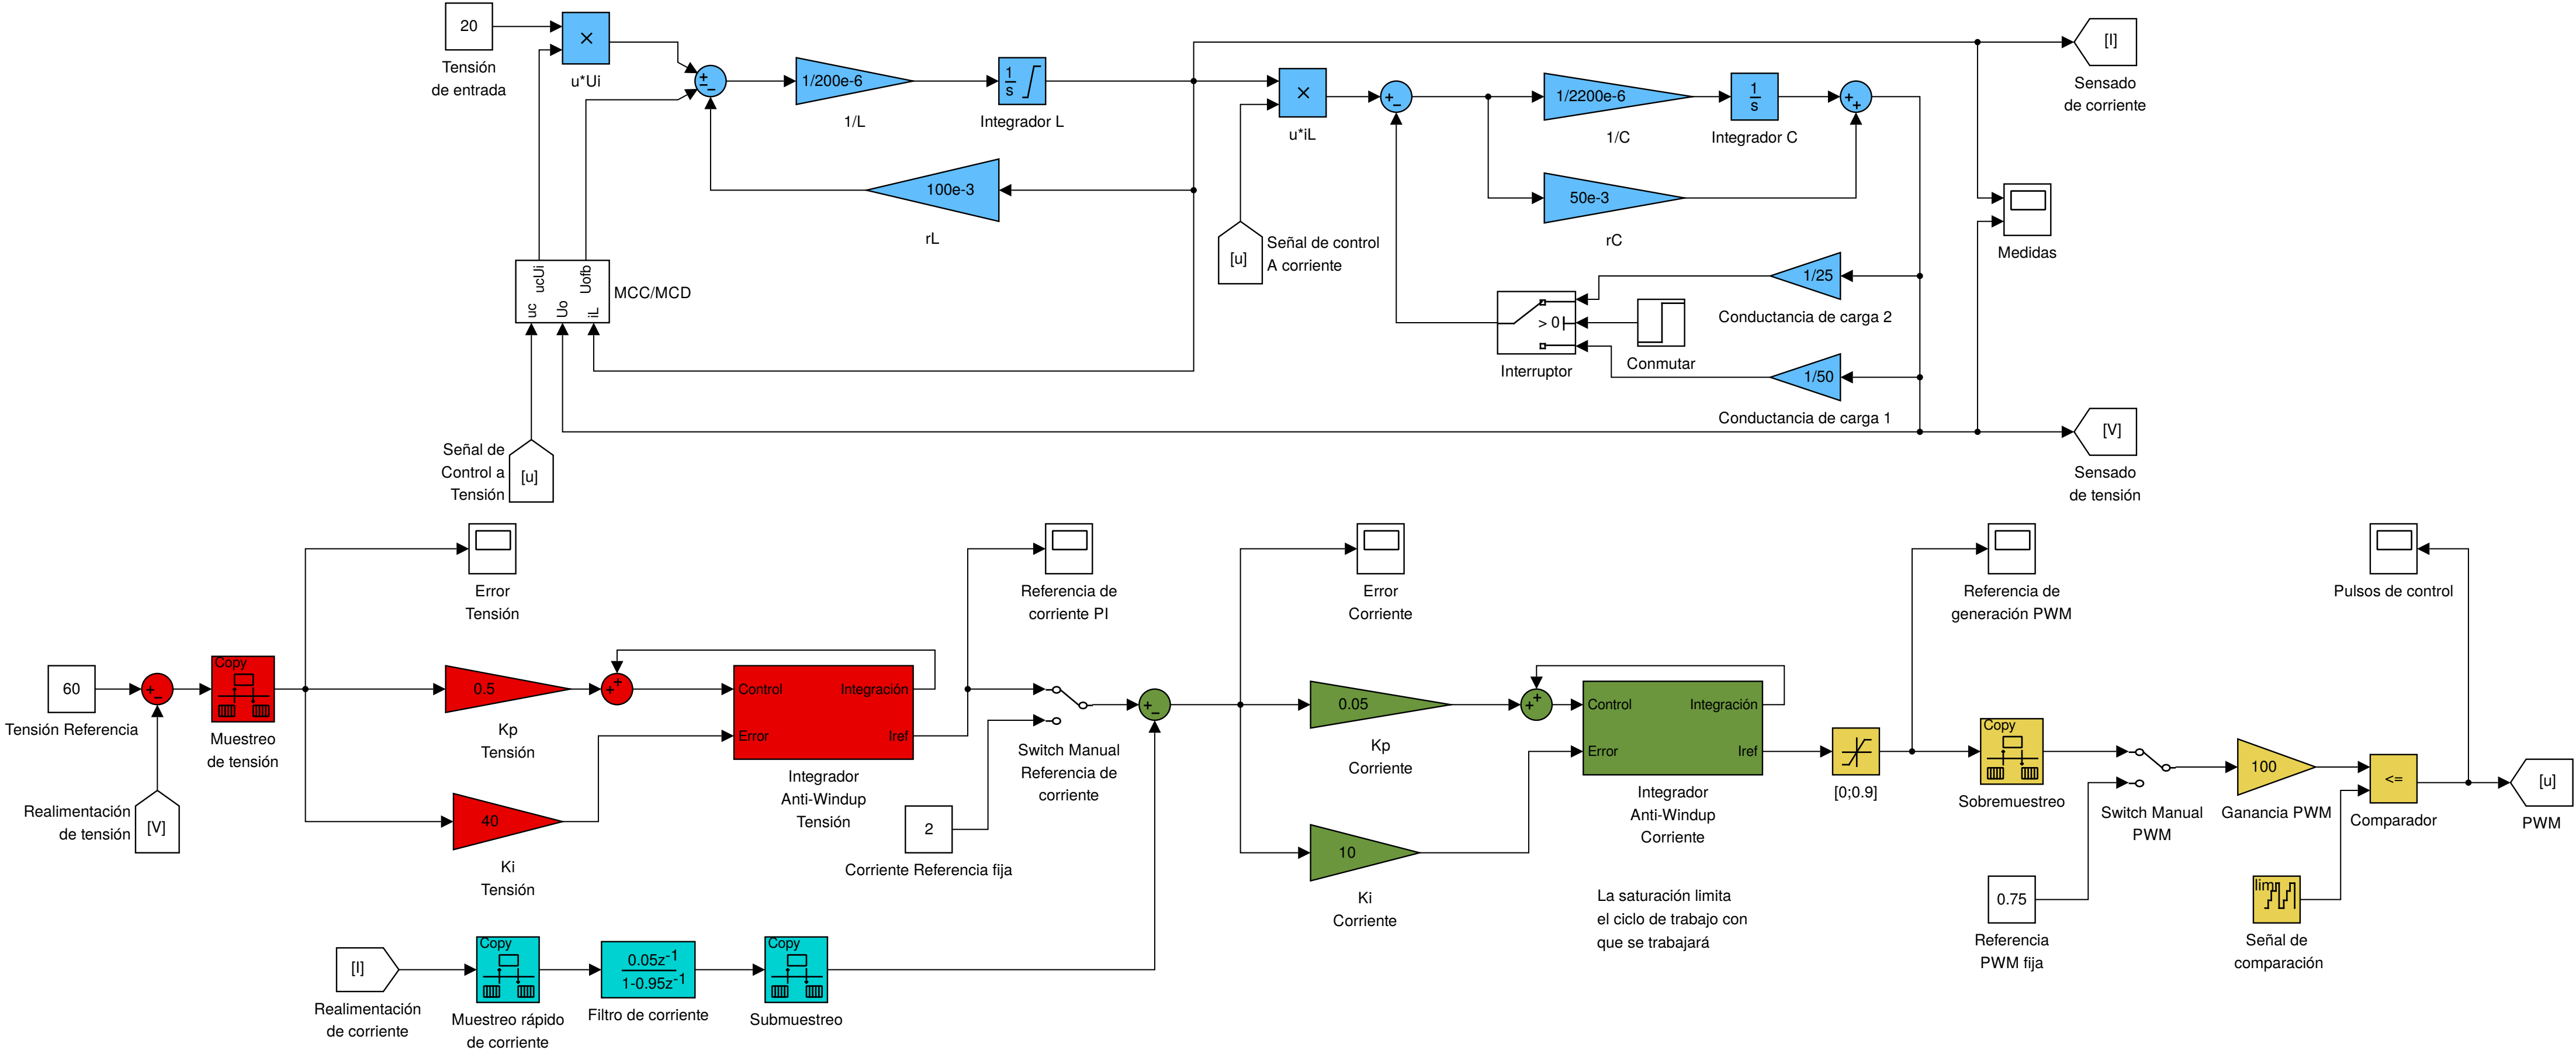 20
Tensión
de entrada
×
u*Ui
+
−
−
1/200e-6
1/L
1
s
Integrador L
100e-3
rL
×
u*iL
[u]
Señal de control
A corriente
+
−
1/2200e-6
1/C
1
s
Integrador C
+
+
50e-3
rC
[I]
Sensado
de corriente
Medidas
1/25
Conductancia de carga 2
> 0
Interruptor
Conmutar
1/50
Conductancia de carga 1
[V]
Sensado
de tensión
ucUi
Uofb
uc
Uo
iL
MCC/MCD
Señal de
Control a
Tensión
[u]
Error
Tensión
Referencia de
corriente PI
Error
Corriente
Referencia de
generación PWM
Pulsos de control
60
Tensión Referencia
+
−
Realimentación
de tensión
[V]
Copy
Muestreo
de tensión
0.5
Kp
Tensión
40
Ki
Tensión
+
+
Control
Integración
Error
Iref
Integrador
Anti-Windup
Tensión
Switch Manual
Referencia de
corriente
2
Corriente Referencia fija
+
−
0.05
Kp
Corriente
10
Ki
Corriente
+
+
Control
Integración
Error
Iref
Integrador
Anti-Windup
Corriente
La saturación limita
el ciclo de trabajo con
que se trabajará
[0;0.9]
Copy
Sobremuestreo
Switch Manual
PWM
0.75
Referencia
PWM fija
100
Ganancia PWM
<=
Comparador
lim
Señal de
comparación
[u]
PWM
[I]
Realimentación
de corriente
Copy
Muestreo rápido
de corriente
0.05z-1
1-0.95z-1
Filtro de corriente
Copy
Submuestreo